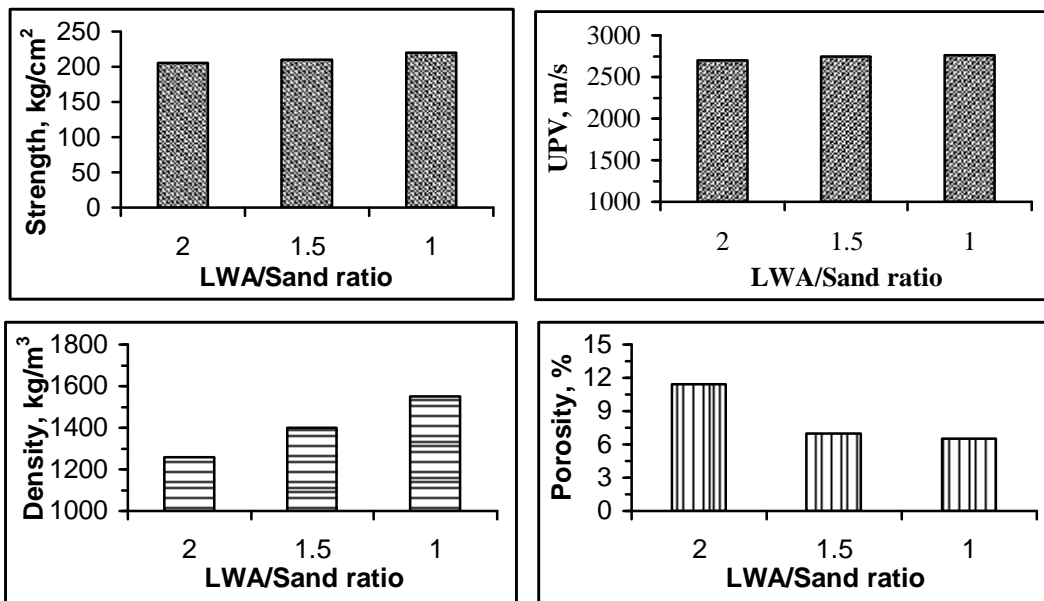 Strength, kg/cm²
250
200
150
100
50
0
2 1.5 1
LWA/Sand ratio
UPV, m/s
3000
2500
2000
1500
1000
2 1.5 1
LWA/Sand ratio
Density, kg/m³
1800
1600
1400
1200
1000
2 1.5 1
LWA/Sand ratio
Porosity, %
15
12
9
6
3
0
2 1.5 1
LWA/Sand ratio